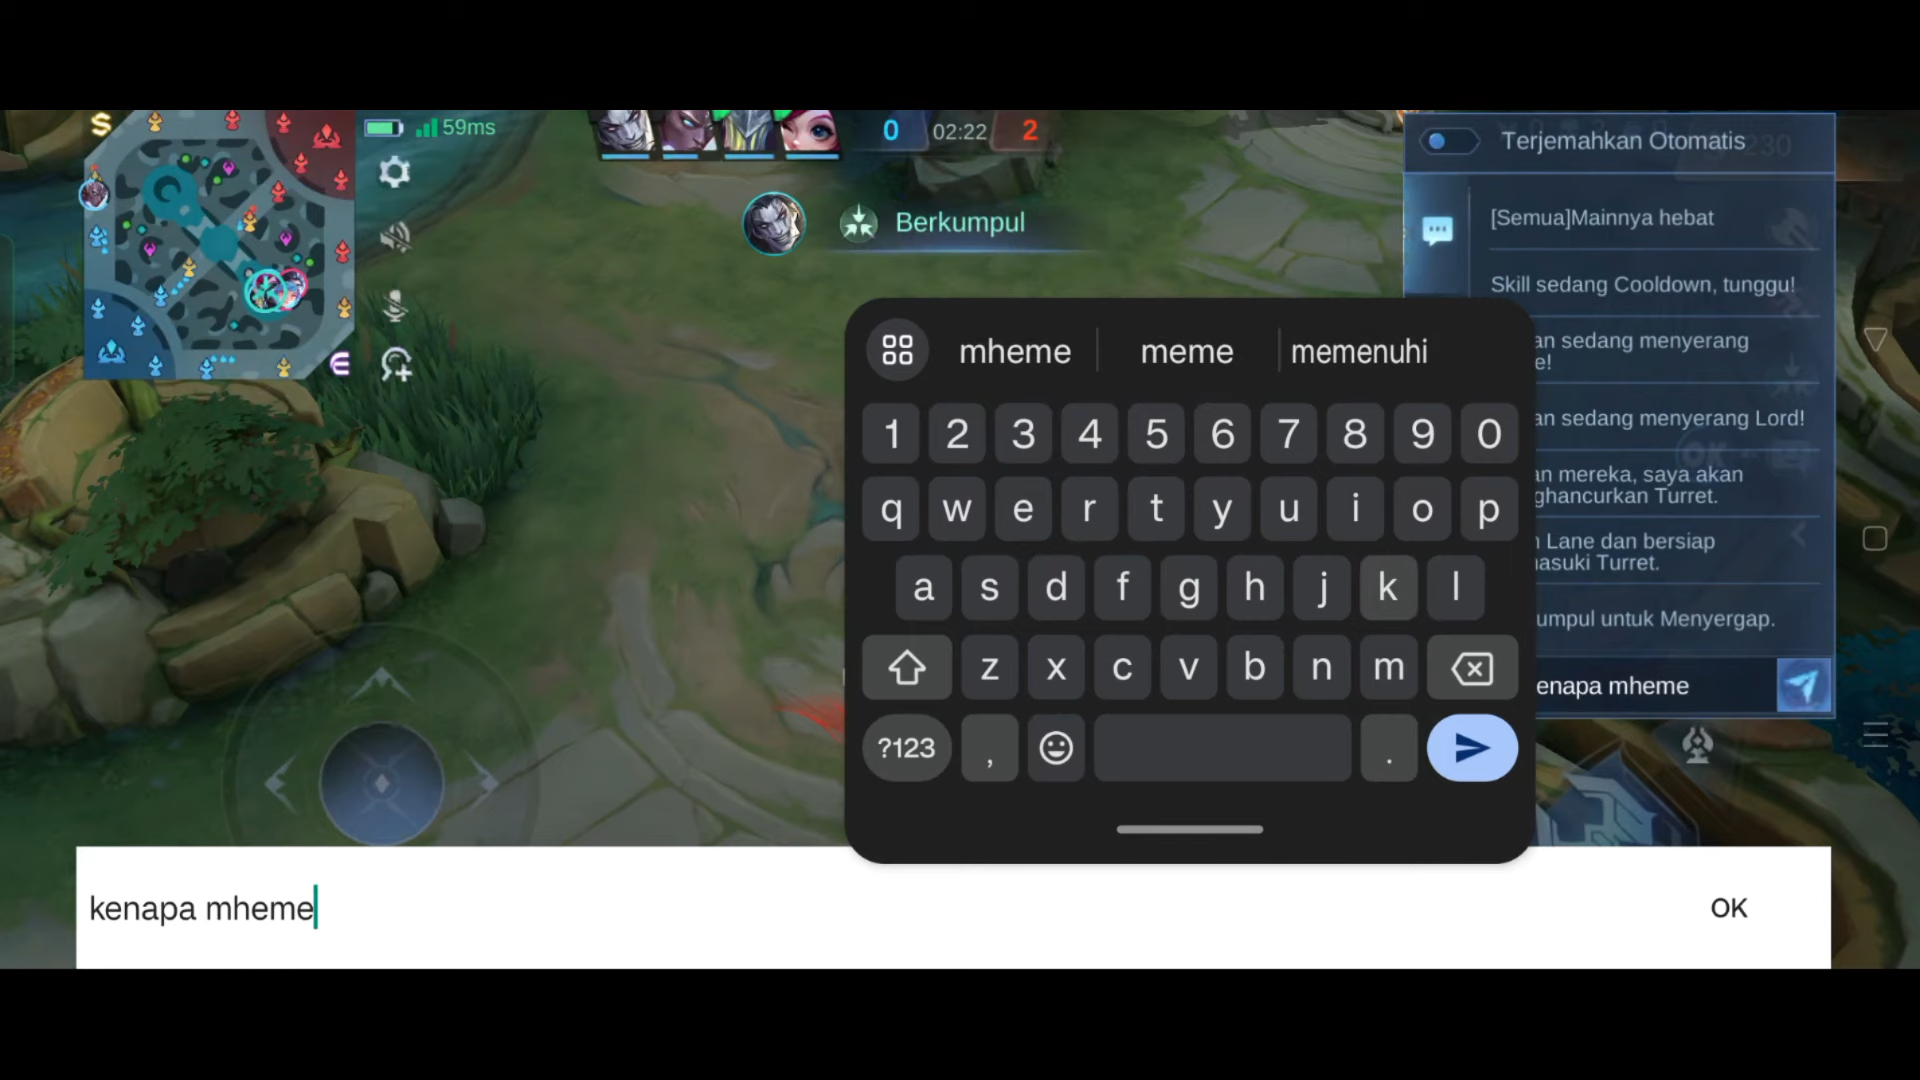 59ms
0 02:22 2
Berkumpul
Terjemahkan Otomatis
230
[Semua]Mainnya hebat
Skill sedang Cooldown, tunggu!
an sedang menyerang
e!
an sedang menyerang Lord!
an mereka, saya akan
ghancurkan Turret.
Lane dan bersiap
asuki Turret.
umpul untuk Menyergap.
enapa mheme
mheme meme memenuhi
1 2 3 4 5 6 7 8 9 0
q w e r t y u i o p
a s d f g h j k l
z x c v b n m
?123 , .
kenapa mheme
OK